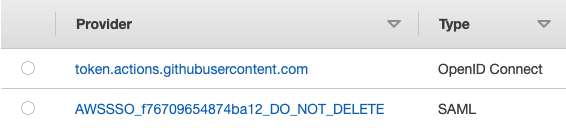 Provider Type
token.actions.githubusercontent.com OpenID Connect
AWSSSO_f76709654874ba12_DO_NOT_DELETE SAML